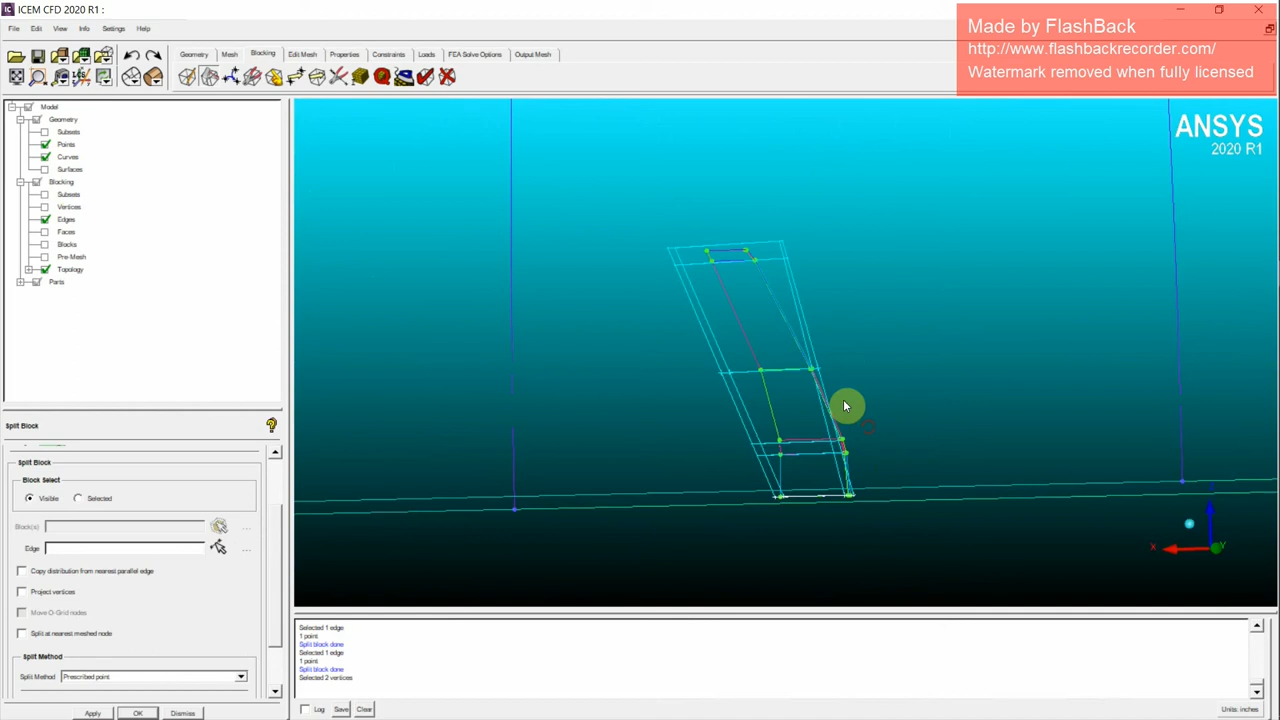 ICEM CFD 2020 R1 :
Made by FlashBack
http://www.flashbackrecorder.com/
Watermark removed when fully licensed
File Edit View Info Settings Help
Geometry Mesh Blocking Edit Mesh Properties Constraints Loads FEA Solve Options Output Mesh
Model
Geometry
Subsets
Points
Curves
Surfaces
Blocking
Subsets
Vertices
Edges
Faces
Blocks
Pre-Mesh
Topology
Parts
ANSYS
2020 R1
X
Y
Split Block
Split Block
Block Select
Visible Selected
Block(s)
Edge
Copy distribution from nearest parallel edge
Project vertices
Move O-Grid nodes
Split at nearest meshed node
Split Method
Split Method Prescribed point
Apply OK Dismiss
Selected 1 edge
1 point
Split block done
Selected 1 edge
1 point
Split block done
Selected 2 vertices
Log Save Clear
Units: inches